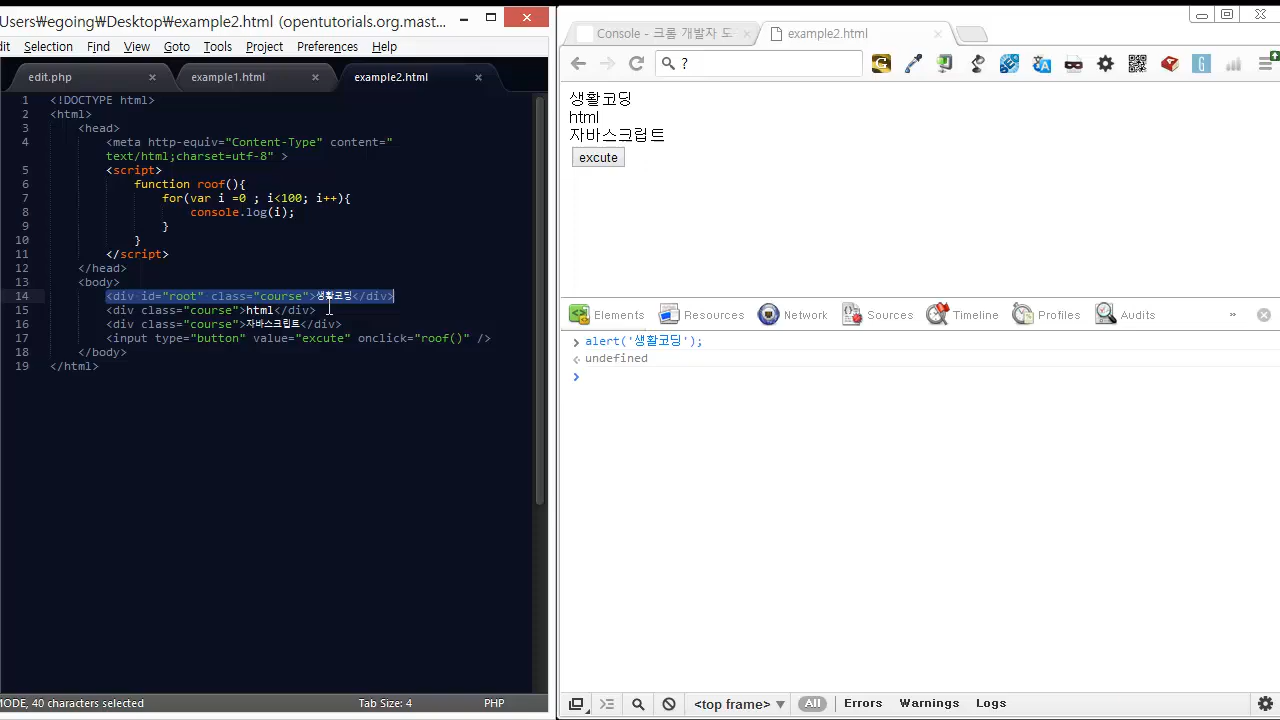 Users₩egoing₩Desktop₩example2.html (opentutorials.org.mast
dit Selection Find View Goto Tools Project Preferences Help
edit.php example1.html example2.html
1 <!DOCTYPE html>
2 <html>
3 <head>
4 <meta http-equiv="Content-Type" content="
text/html;charset=utf-8" >
5 <script>
6 function roof(){
7 for(var i =0 ; i<100; i++){
8 console.log(i);
9 }
10 }
11 </script>
12 </head>
13 <body>
14 <div id="root" class="course">생활코딩</div>
15 <div class="course">html</div>
16 <div class="course">자바스크립트</div>
17 <input type="button" value="excute" onclick="roof()" />
18 </body>
19 </html>
MODE, 40 characters selected Tab Size: 4 PHP
Console - 크롬 개발자 도 example2.html
?
생활코딩
html
자바스크립트
excute
Elements Resources Network Sources Timeline Profiles Audits »
> alert('생활코딩');
undefined
>
<top frame> All Errors Warnings Logs